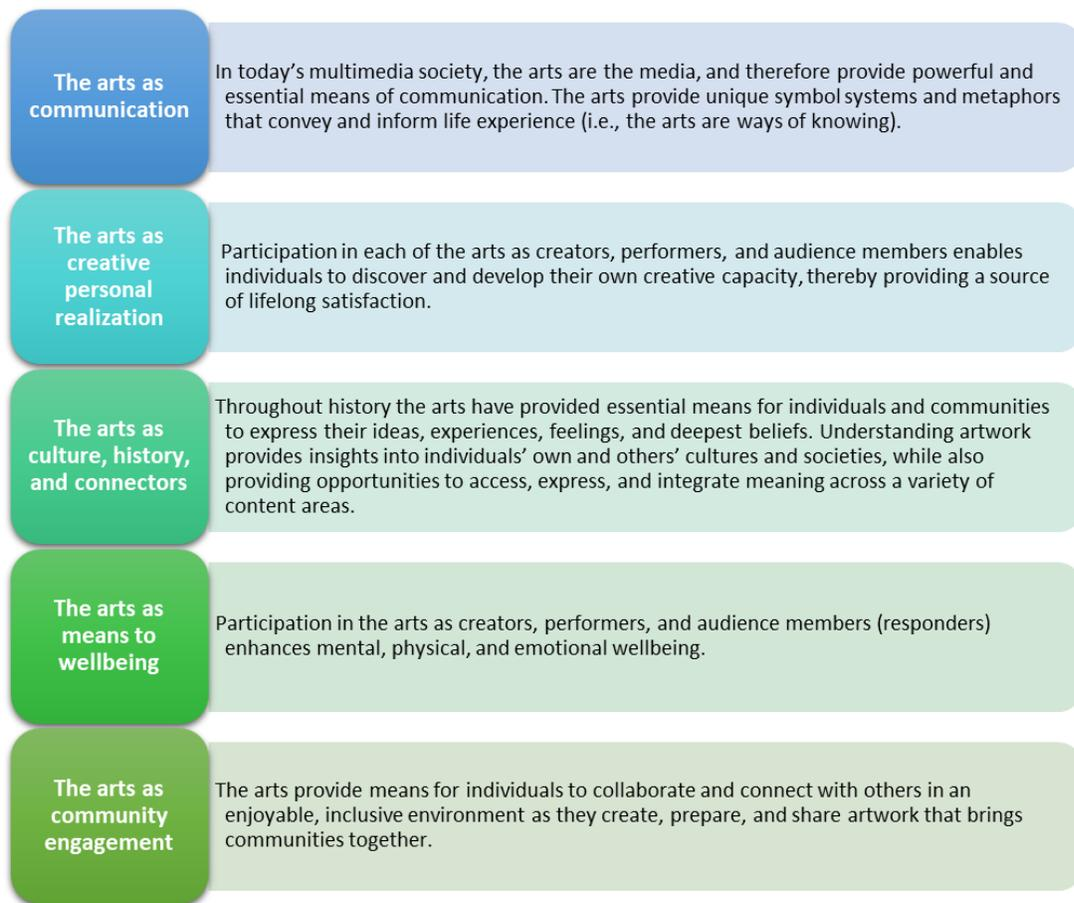 The arts as
communication
In today’s multimedia society, the arts are the media, and therefore provide powerful and
essential means of communication. The arts provide unique symbol systems and metaphors
that convey and inform life experience (i.e., the arts are ways of knowing).
The arts as
creative
personal
realization
Participation in each of the arts as creators, performers, and audience members enables
individuals to discover and develop their own creative capacity, thereby providing a source
of lifelong satisfaction.
The arts as
culture, history,
and connectors
Throughout history the arts have provided essential means for individuals and communities
to express their ideas, experiences, feelings, and deepest beliefs. Understanding artwork
provides insights into individuals’ own and others’ cultures and societies, while also
providing opportunities to access, express, and integrate meaning across a variety of
content areas.
The arts as
means to
wellbeing
Participation in the arts as creators, performers, and audience members (responders)
enhances mental, physical, and emotional wellbeing.
The arts as
community
engagement
The arts provide means for individuals to collaborate and connect with others in an
enjoyable, inclusive environment as they create, prepare, and share artwork that brings
communities together.